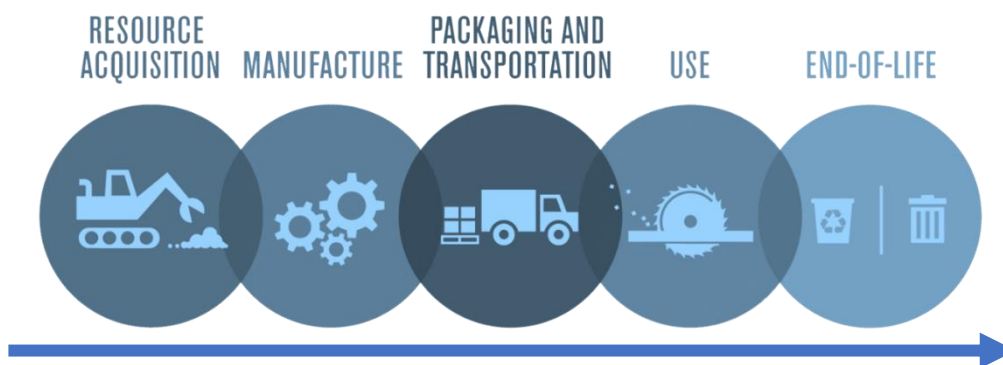 RESOURCE
ACQUISITION
MANUFACTURE
PACKAGING AND
TRANSPORTATION
USE
END-OF-LIFE